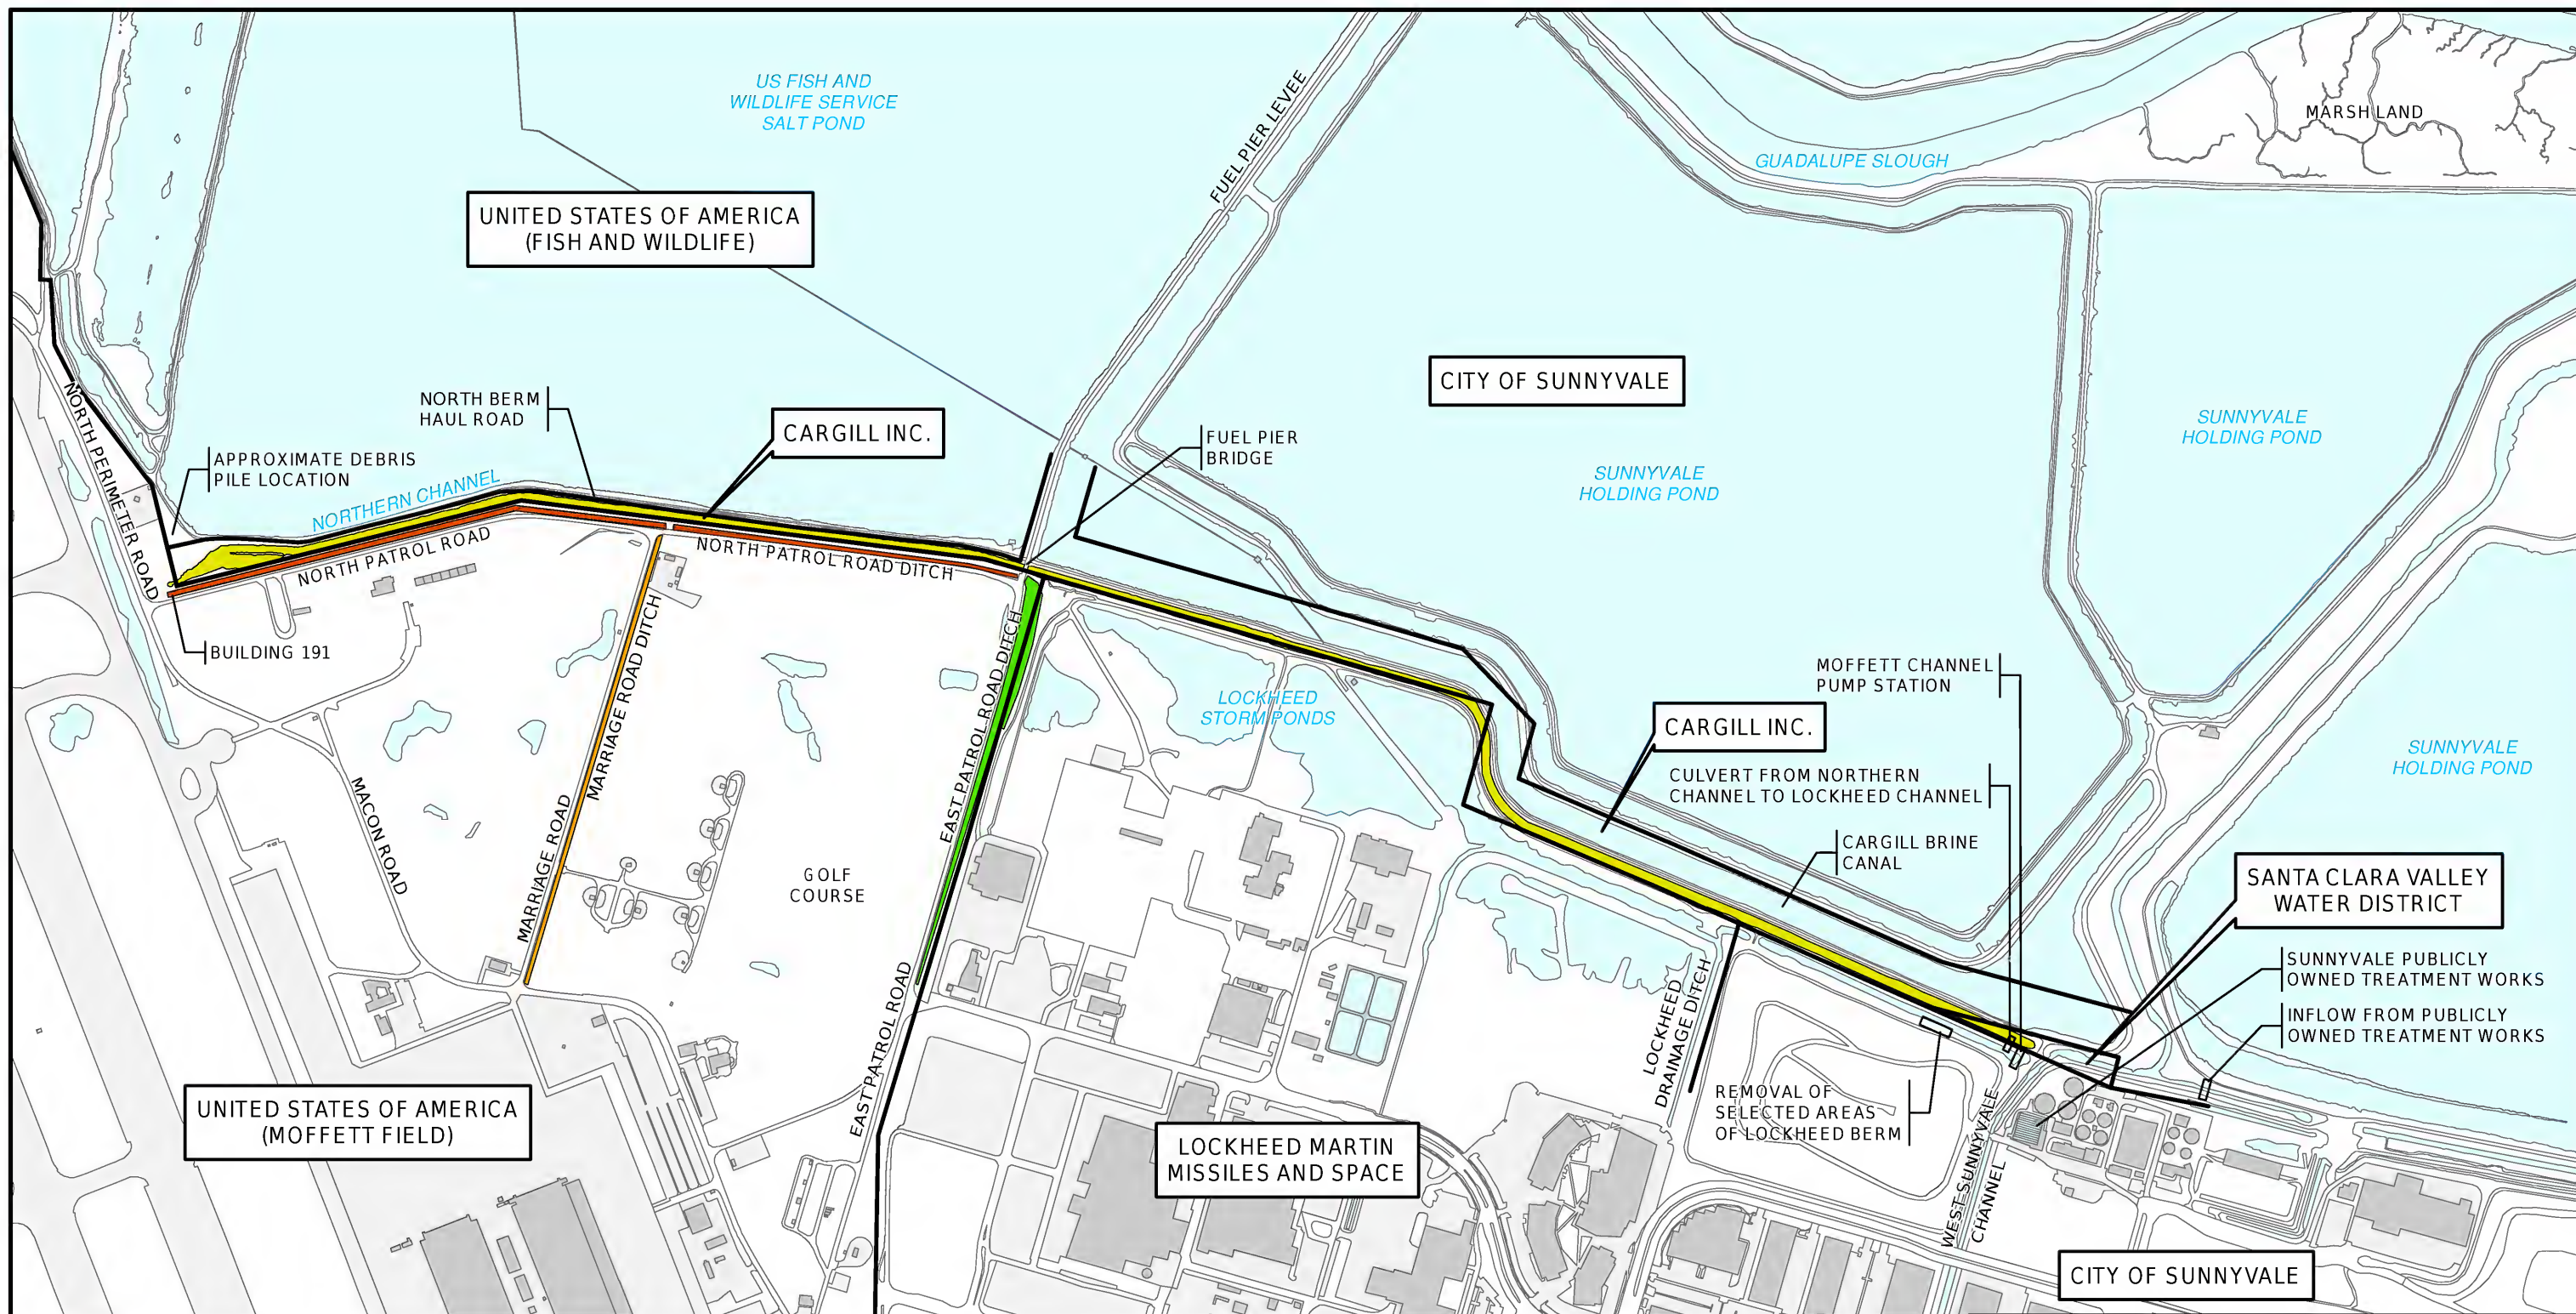 US FISH AND
WILDLIFE SERVICE
SALT POND
FUEL PIER LEVEE
MARSH LAND
GUADALUPE SLOUGH
UNITED STATES OF AMERICA
(FISH AND WILDLIFE)
CITY OF SUNNYVALE
NORTH PERIMETER ROAD
NORTH BERM
HAUL ROAD
CARGILL INC.
FUEL PIER
BRIDGE
SUNNYVALE
HOLDING POND
SUNNYVALE
HOLDING POND
APPROXIMATE DEBRIS
PILE LOCATION
NORTHERN CHANNEL
NORTH PATROL ROAD
NORTH PATROL ROAD DITCH
BUILDING 191
MARRIAGE ROAD DITCH
EAST PATROL ROAD DITCH
LOCKHEED
STORM PONDS
MOFFETT CHANNEL
PUMP STATION
CARGILL INC.
CULVERT FROM NORTHERN
CHANNEL TO LOCKHEED CHANNEL
SUNNYVALE
HOLDING POND
MACON ROAD
MARRIAGE ROAD
GOLF
COURSE
CARGILL BRINE
CANAL
SANTA CLARA VALLEY
WATER DISTRICT
SUNNYVALE PUBLICLY
OWNED TREATMENT WORKS
INFLOW FROM PUBLICLY
OWNED TREATMENT WORKS
EAST PATROL ROAD
LOCKHEED
DRAINAGE DITCH
REMOVAL OF
SELECTED AREAS
OF LOCKHEED BERM
WEST SUNNYVALE
CHANNEL
UNITED STATES OF AMERICA
(MOFFETT FIELD)
LOCKHEED MARTIN
MISSILES AND SPACE
CITY OF SUNNYVALE